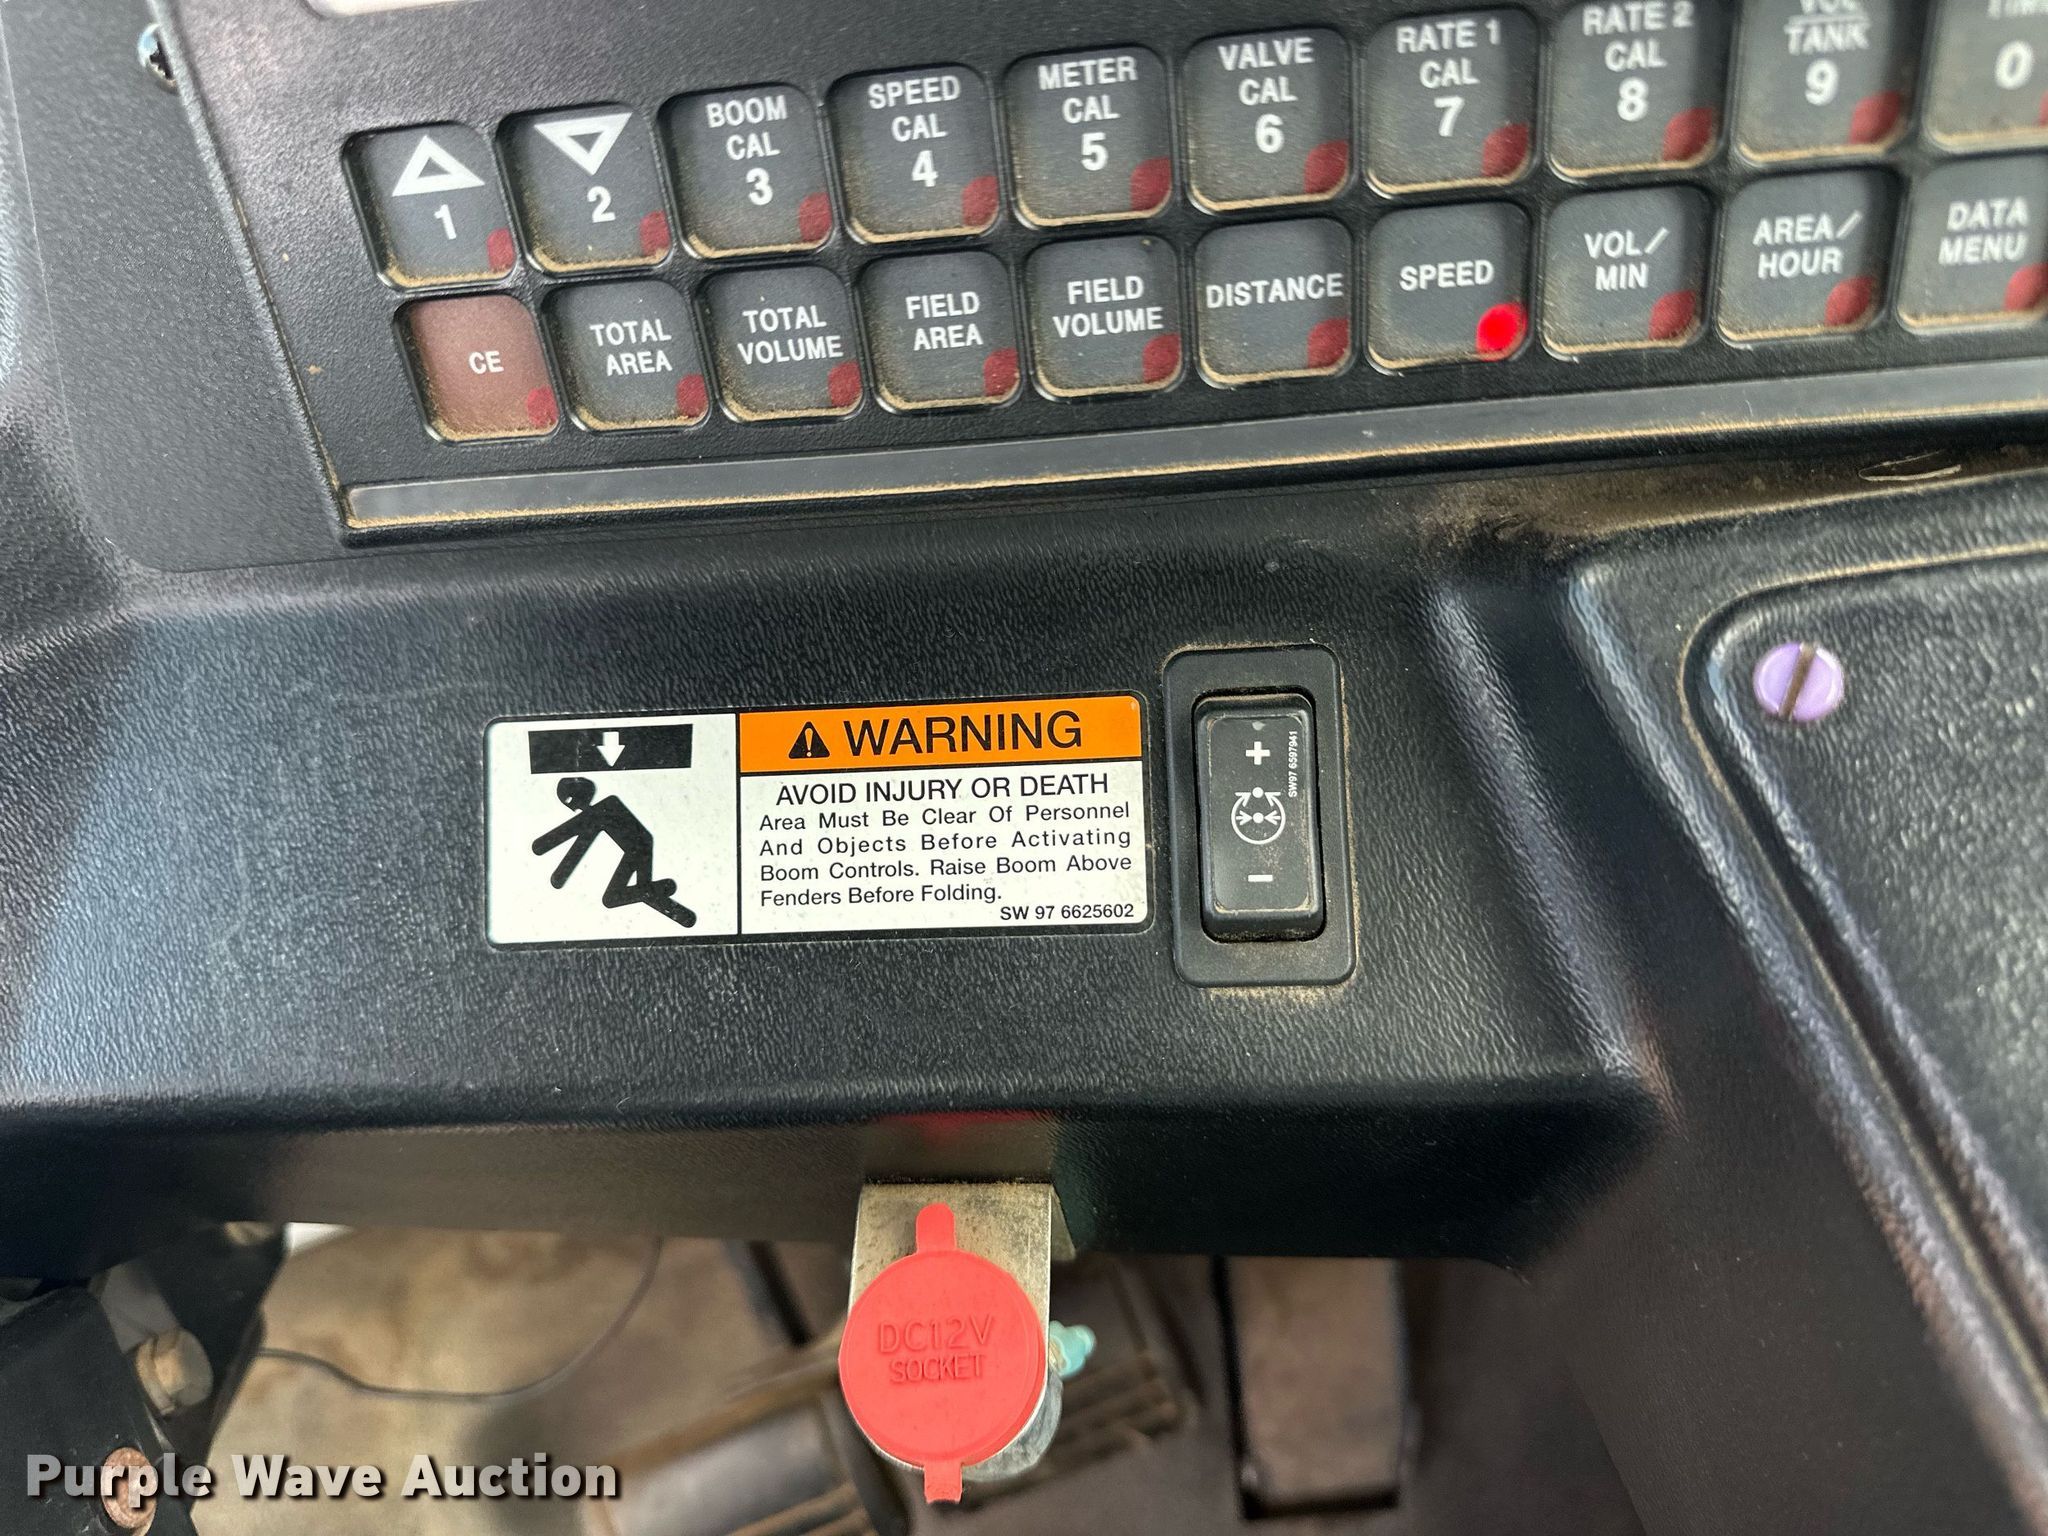 1
2
BOOM
CAL
3
SPEED
CAL
4
METER
CAL
5
VALVE
CAL
6
RATE 1
CAL
7
RATE 2
CAL
8
VOL
TANK
9
0
CE
TOTAL
AREA
TOTAL
VOLUME
FIELD
AREA
FIELD
VOLUME
DISTANCE
SPEED
VOL/
MIN
AREA/
HOUR
DATA
MENU
WARNING
AVOID INJURY OR DEATH
Area Must Be Clear Of Personnel
And Objects Before Activating
Boom Controls. Raise Boom Above
Fenders Before Folding.
SW 97 6625602
+
SW97 6597941
−
DC12V
SOCKET
Purple Wave Auction